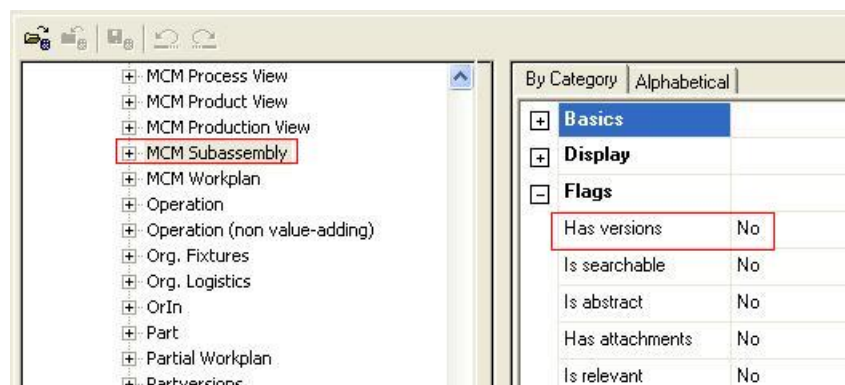 MCM Process View
MCM Product View
MCM Production View
MCM Subassembly
MCM Workplan
Operation
Operation (non value-adding)
Org. Fixtures
Org. Logistics
OrIn
Part
Partial Workplan
Partversions
By Category Alphabetical
Basics
Display
Flags
Has versions No
Is searchable No
Is abstract No
Has attachments No
Is relevant No